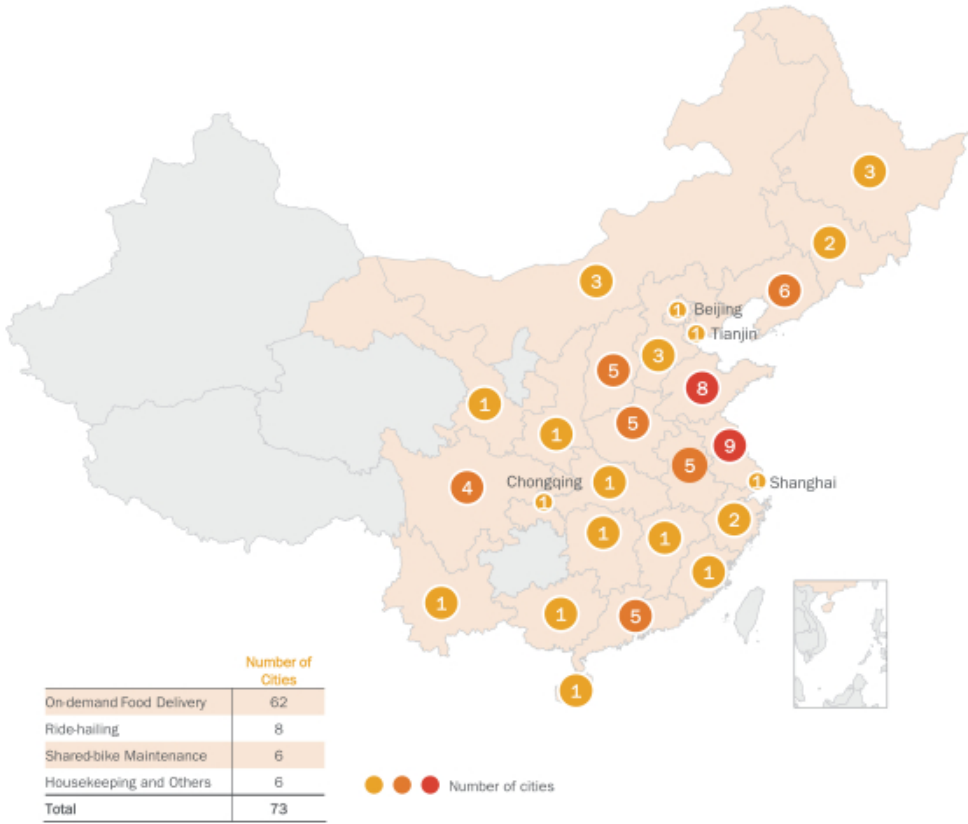 3
2
3
6
1 Beijing
1 Tianjin
3
5
8
1
5
1
9
5
4
Chongqing
1
1
1 Shanghai
2
1
1
1
1
1
5
1
Number of
Cities
On-demand Food Delivery 62
Ride-hailing 8
Shared-bike Maintenance 6
Housekeeping and Others 6
Total 73
Number of cities